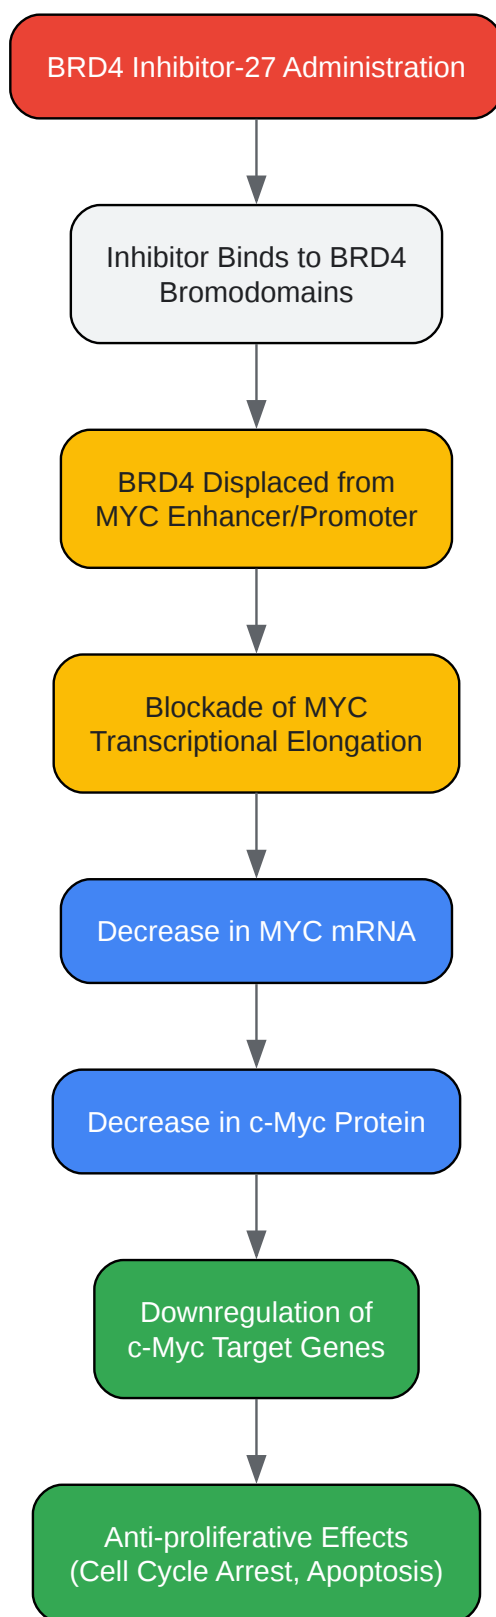 BRD4 Inhibitor-27 Administration
Inhibitor Binds to BRD4
Bromodomains
BRD4 Displaced from
MYC Enhancer/Promoter
Blockade of MYC
Transcriptional Elongation
Decrease in MYC mRNA
Decrease in c-Myc Protein
Downregulation of
c-Myc Target Genes
Anti-proliferative Effects
(Cell Cycle Arrest, Apoptosis)